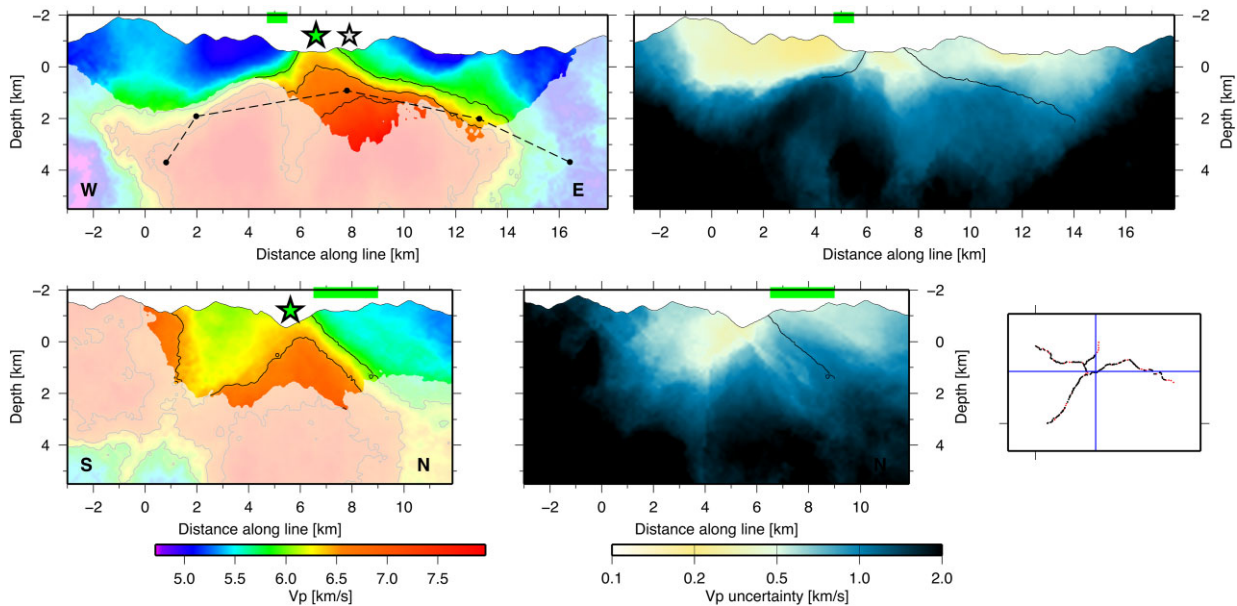 −2
0
2
4
Depth [km]
W
E
−2 0 2 4 6 8 10 12 14 16
Distance along line [km]
−2
0
2
4
Depth [km]
−2 0 2 4 6 8 10 12 14 16
Distance along line [km]
−2
0
2
4
Depth [km]
S
N
−2 0 2 4 6 8 10
Distance along line [km]
−2
0
2
4
Depth [km]
N
−2 0 2 4 6 8 10
Distance along line [km]
5.0 5.5 6.0 6.5 7.0 7.5
Vp [km/s]
0.1 0.2 0.5 1.0 2.0
Vp uncertainty [km/s]